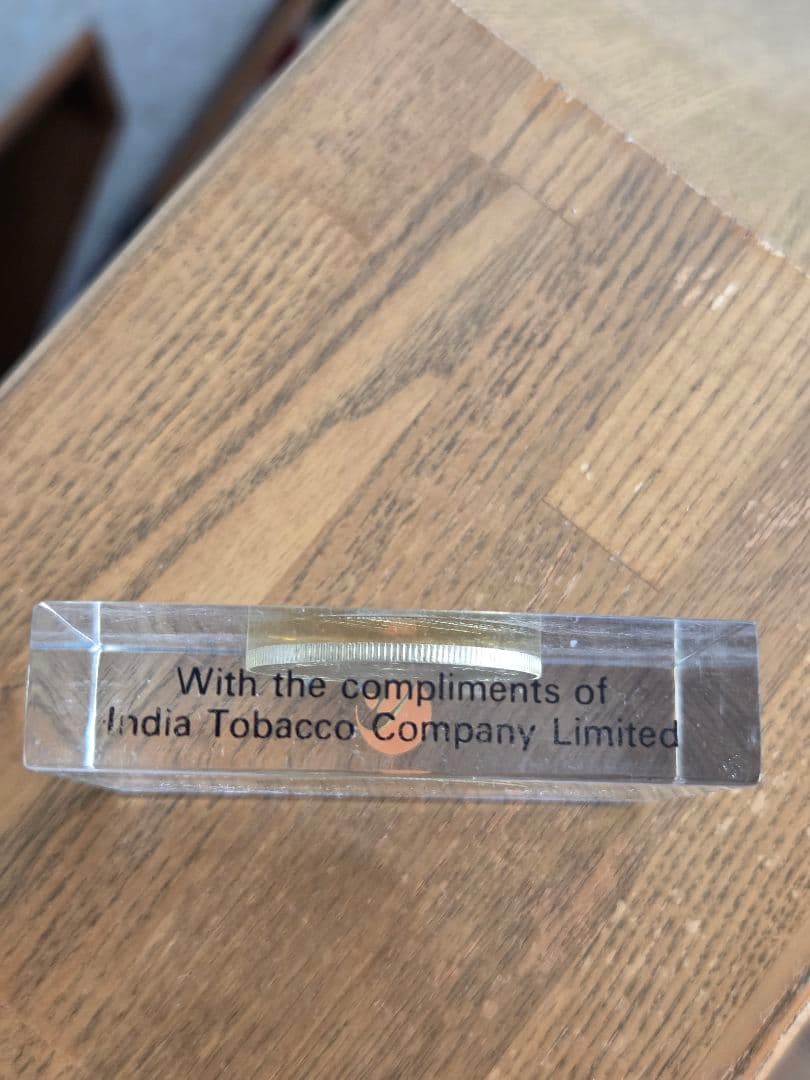 With the compliments of
India Tobacco Company Limited